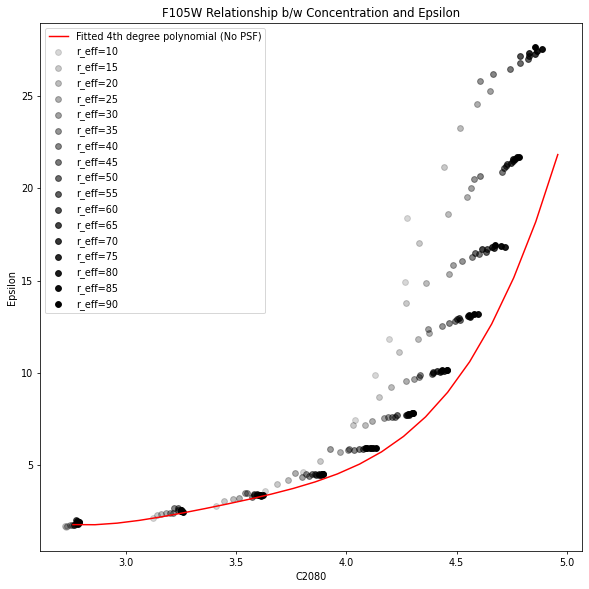 F105W Relationship b/w Concentration and Epsilon
Fitted 4th degree polynomial (No PSF)
r_eff=10
r_eff=15
r_eff=20
r_eff=25
r_eff=30
r_eff=35
r_eff=40
r_eff=45
r_eff=50
r_eff=55
r_eff=60
r_eff=65
r_eff=70
r_eff=75
r_eff=80
r_eff=85
r_eff=90
25
20
15
10
5
Epsilon
3.0
3.5
4.0
4.5
5.0
C2080